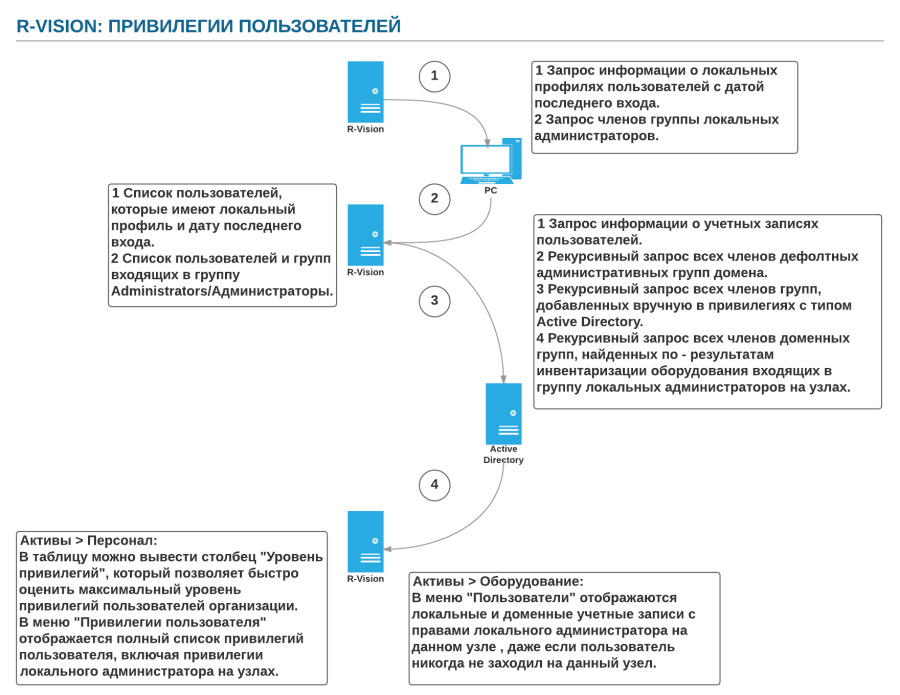 R-VISION: ПРИВИЛЕГИИ ПОЛЬЗОВАТЕЛЕЙ
1
R-Vision
1 Запрос информации о локальных
профилях пользователей с датой
последнего входа.
2 Запрос членов группы локальных
администраторов.
PC
2
1 Список пользователей,
которые имеют локальный
профиль и дату последнего
входа.
2 Список пользователей и групп
входящих в группу
Administrators/Администраторы.
R-Vision
3
1 Запрос информации о учетных записях
пользователей.
2 Рекурсивный запрос всех членов дефолтных
административных групп домена.
3 Рекурсивный запрос всех членов групп,
добавленных вручную в привилегиях с типом
Active Directory.
4 Рекурсивный запрос всех членов доменных
групп, найденных по - результатам
инвентаризации оборудования входящих в
группу локальных администраторов на узлах.
Active
Directory
4
R-Vision
Активы > Персонал:
В таблицу можно вывести столбец "Уровень
привилегий", который позволяет быстро
оценить максимальный уровень
привилегий пользователей организации.
В меню "Привилегии пользователя"
отображается полный список привилегий
пользователя, включая привилегии
локального администратора на узлах.
Активы > Оборудование:
В меню "Пользователи" отображаются
локальные и доменные учетные записи с
правами локального администратора на
данном узле , даже если пользователь
никогда не заходил на данный узел.